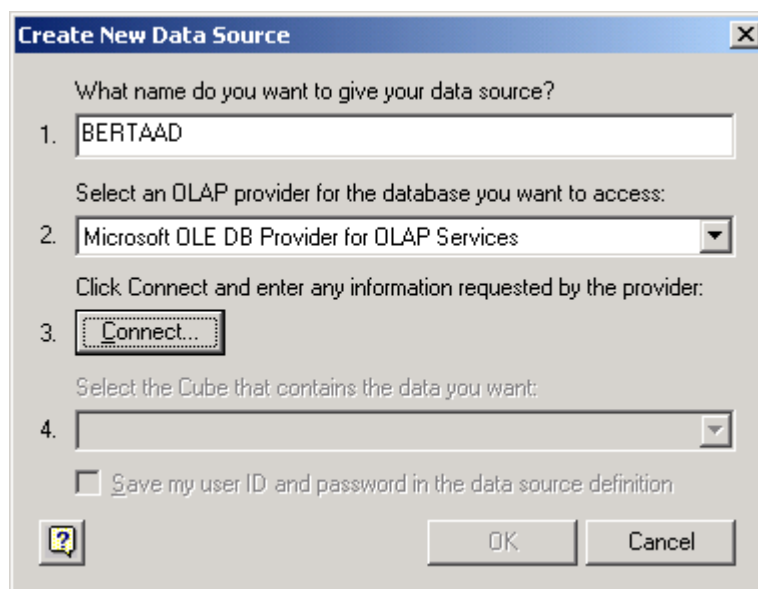 Create New Data Source
What name do you want to give your data source?
1. BERTAAD
Select an OLAP provider for the database you want to access:
2. Microsoft OLE DB Provider for OLAP Services
Click Connect and enter any information requested by the provider:
3. Connect...
Select the Cube that contains the data you want:
4.
Save my user ID and password in the data source definition
? OK Cancel